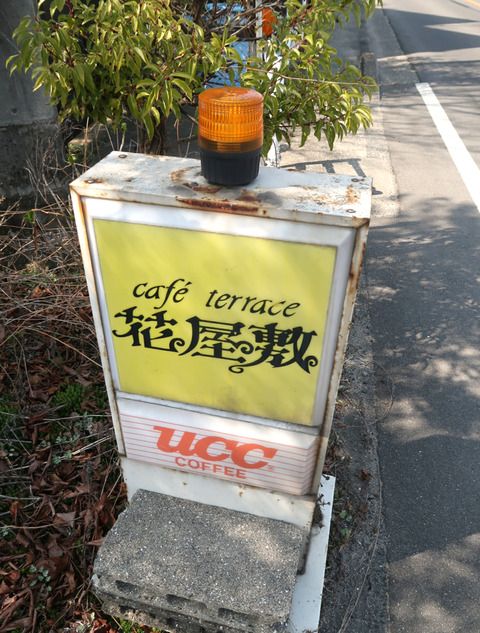 café terrace
花屋敷
UCC
COFFEE